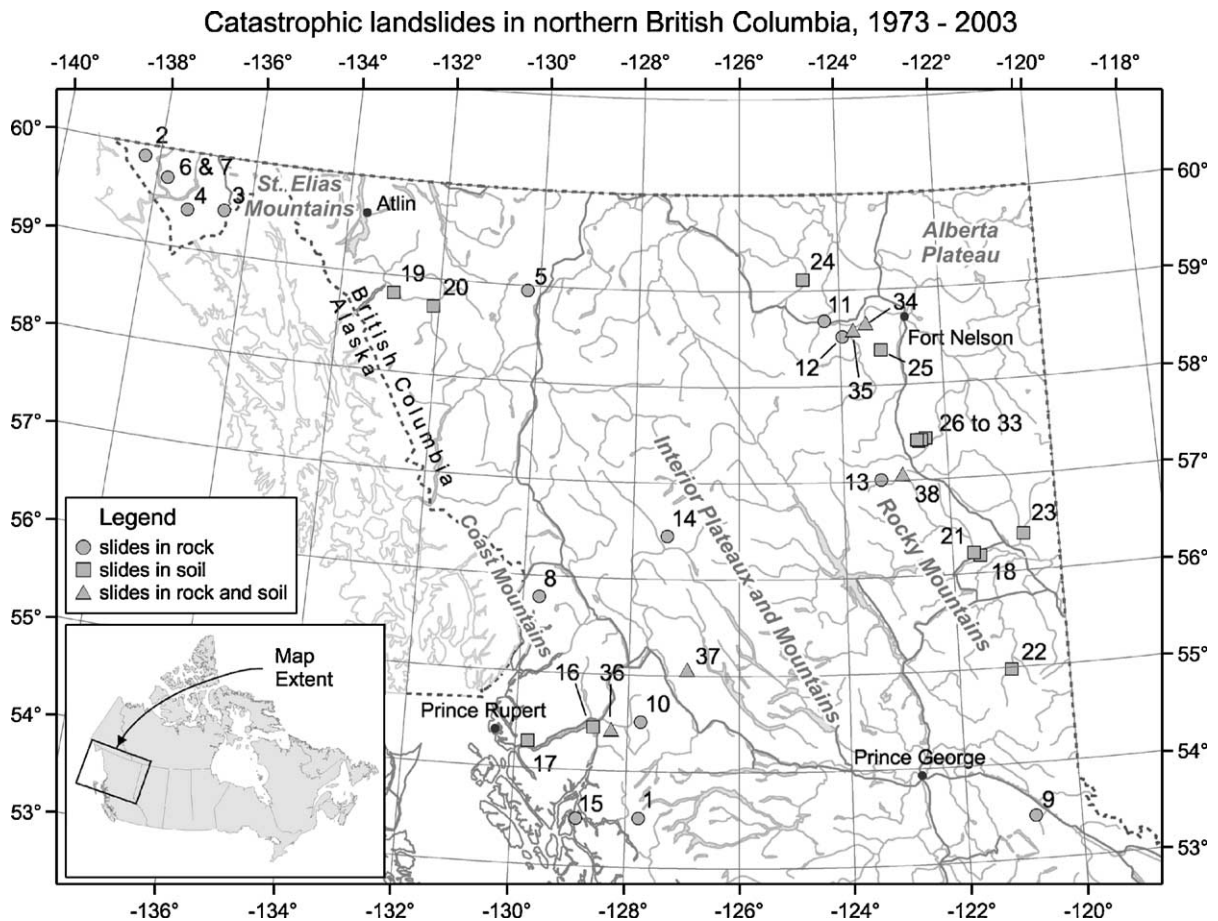 Catastrophic landslides in northern British Columbia, 1973 - 2003
-140° -138° -136° -134° -132° -130° -128° -126° -124° -122° -120° -118°
60°
59°
58°
57°
56°
55°
54°
53°
60°
59°
58°
57°
56°
55°
54°
53°
2
6 & 7
4
3
St. Elias
Mountains
Atlin
19
20
5
British Columbia
Alaska
24
11
34
12
35
25
Fort Nelson
Alberta
Plateau
26 to 33
13
38
23
21
18
22
Rocky Mountains
Interior Plateaux and Mountains
14
Coast Mountains
8
37
16
36
10
Prince Rupert
17
15
1
Prince George
9
Legend
slides in rock
slides in soil
slides in rock and soil
Map
Extent
-136° -134° -132° -130° -128° -126° -124° -122° -120°